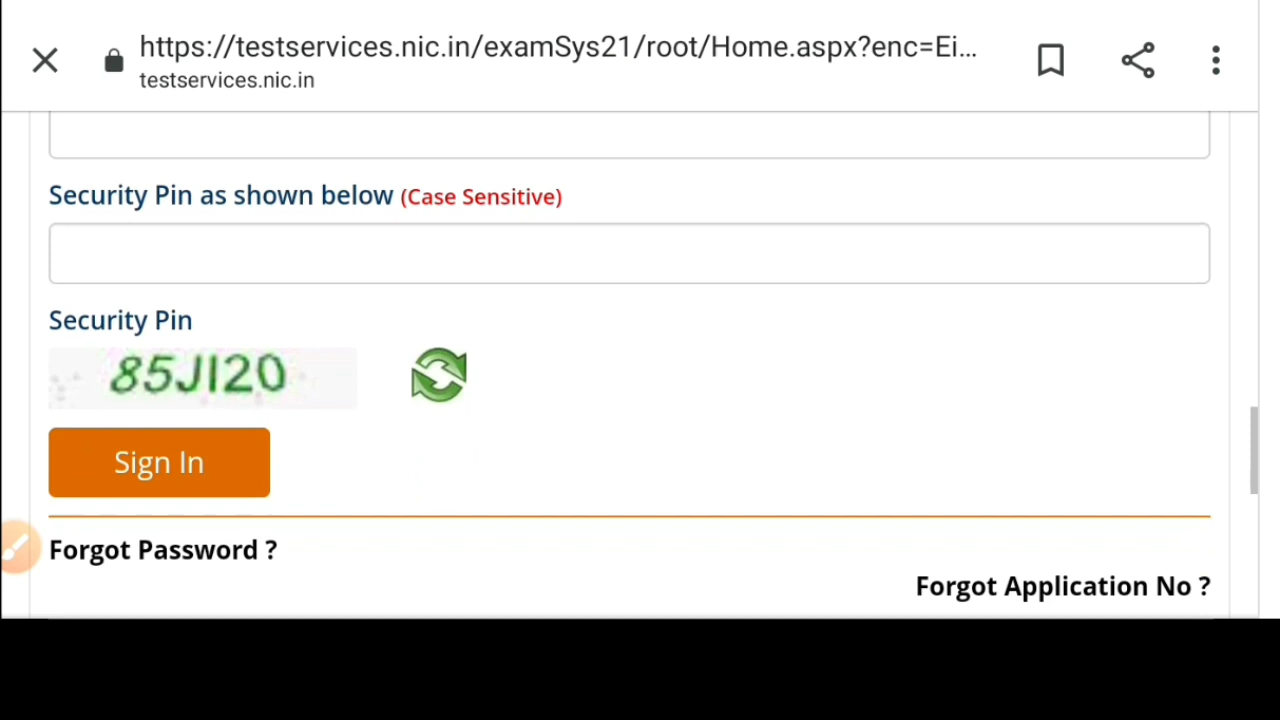 https://testservices.nic.in/examSys21/root/Home.aspx?enc=Ei...
testservices.nic.in
Security Pin as shown below (Case Sensitive)
Security Pin
85JI20
Sign In
Forgot Password ?
Forgot Application No ?